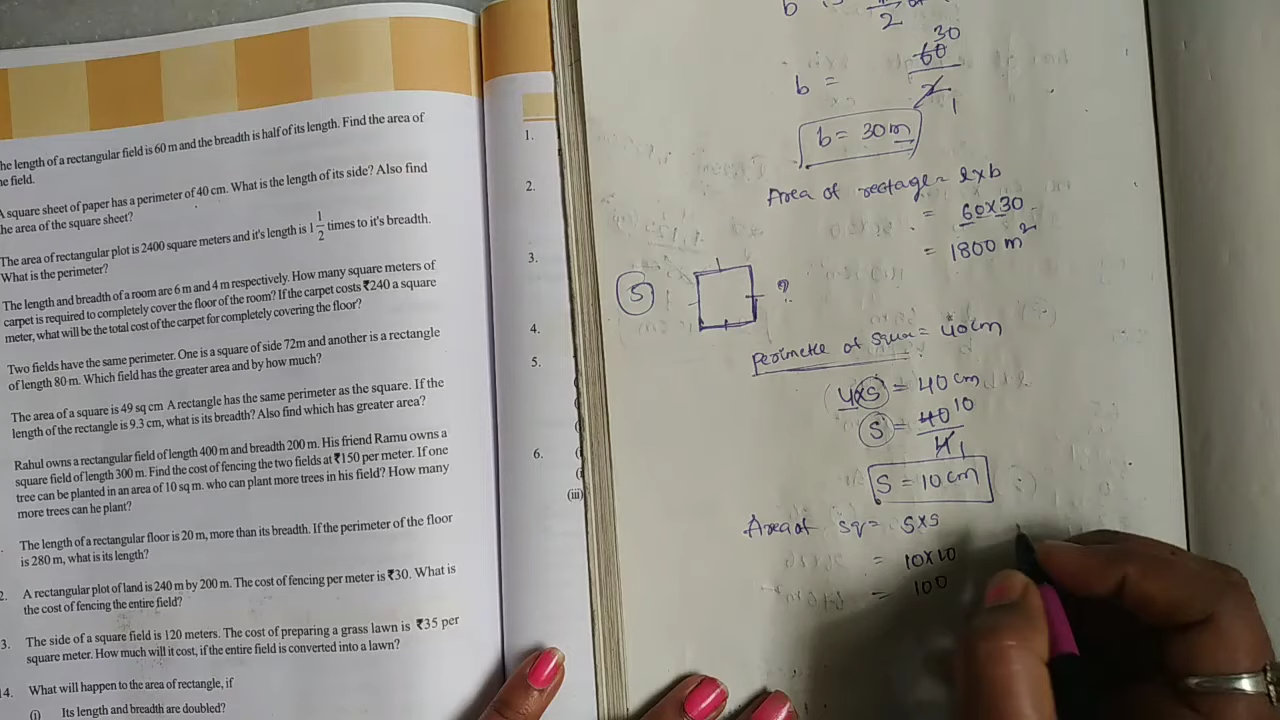 he length of a rectangular field is 60 m and the breadth is half of its length. Find the area of
e field.
A square sheet of paper has a perimeter of 40 cm. What is the length of its side? Also find
he area of the square sheet?
The area of rectangular plot is 2400 square meters and it's length is 1 1/2 times to it's breadth.
What is the perimeter?
The length and breadth of a room are 6 m and 4 m respectively. How many square meters of
carpet is required to completely cover the floor of the room? If the carpet costs ₹240 a square
meter, what will be the total cost of the carpet for completely covering the floor?
Two fields have the same perimeter. One is a square of side 72m and another is a rectangle
of length 80 m. Which field has the greater area and by how much?
The area of a square is 49 sq cm A rectangle has the same perimeter as the square. If the
length of the rectangle is 9.3 cm, what is its breadth? Also find which has greater area?
Rahul owns a rectangular field of length 400 m and breadth 200 m. His friend Ramu owns a
square field of length 300 m. Find the cost of fencing the two fields at ₹150 per meter. If one
tree can be planted in an area of 10 sq m. who can plant more trees in his field? How many
more trees can he plant?
The length of a rectangular floor is 20 m, more than its breadth. If the perimeter of the floor
is 280 m, what is its length?
2. A rectangular plot of land is 240 m by 200 m. The cost of fencing per meter is ₹30. What is
the cost of fencing the entire field?
3. The side of a square field is 120 meters. The cost of preparing a grass lawn is ₹35 per
square meter. How much will it cost, if the entire field is converted into a lawn?
14. What will happen to the area of rectangle, if
(i) Its length and breadth are doubled?
1.
2.
3.
4.
5.
6.
(iii)
b
2
30
b = 60
2
1
b = 30 m
Area of rectagle = l x b
= 60 x 30
= 1800 m²
5 ?
Perimetre of squar = 40cm
4 x S = 40 cm
S = 40 10
4 1
S = 10 cm
Area of sq = S x S
= 10 x 10
= 100